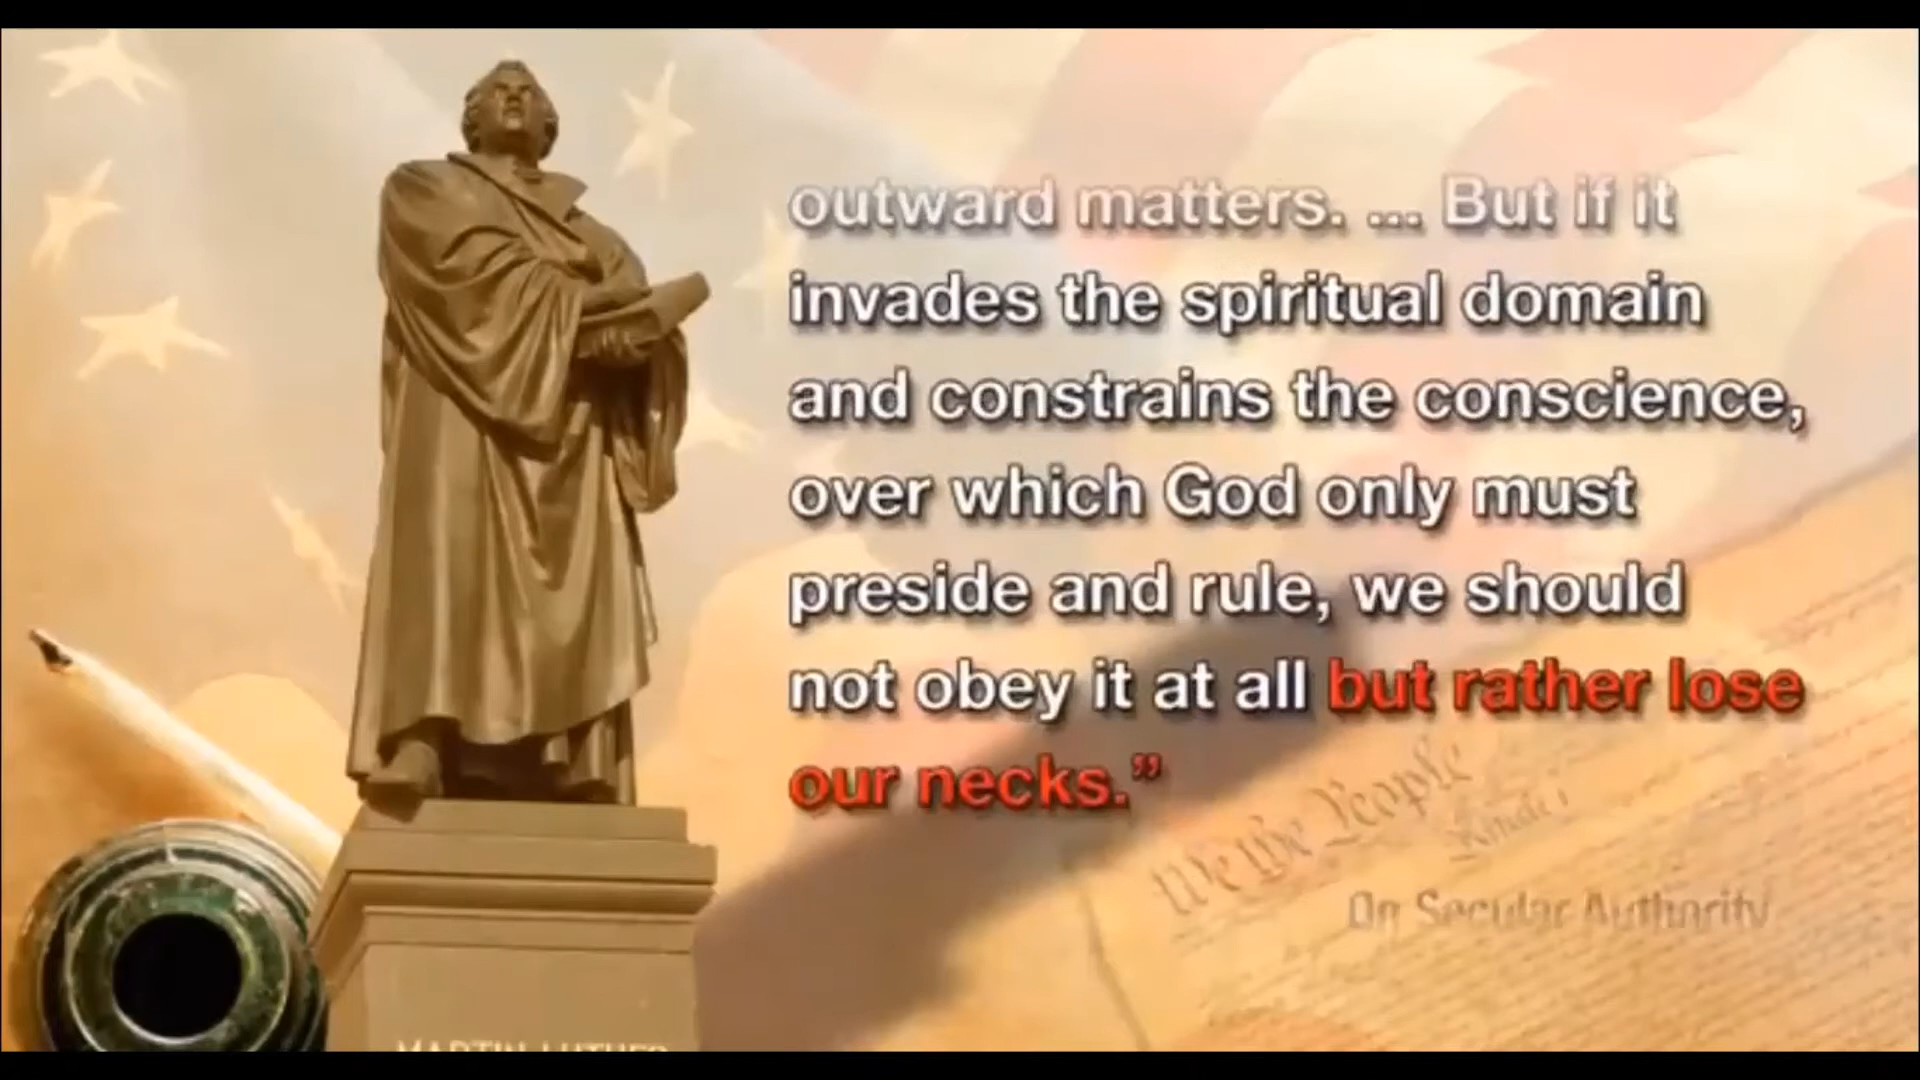 outward matters. ... But if it
invades the spiritual domain
and constrains the conscience,
over which God only must
preside and rule, we should
not obey it at all but rather lose
our necks.”
We the People
On Secular Authority
MARTIN LUTHER